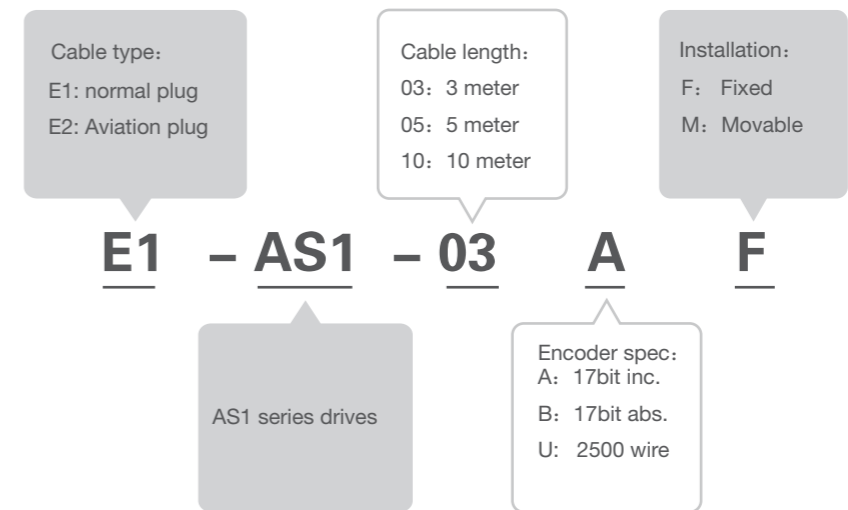 Cable type：
E1: normal plug
E2: Aviation plug
Cable length：
03：3 meter
05：5 meter
10：10 meter
Installation：
F： Fixed
M：Movable
E1 – AS1 – 03 A F
AS1 series drives
Encoder spec：
A：17bit inc.
B：17bit abs.
U: 2500 wire